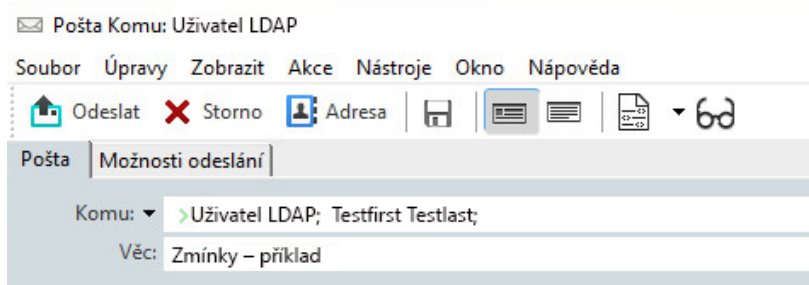 Pošta Komu: Uživatel LDAP
Soubor Úpravy Zobrazit Akce Nástroje Okno Nápověda
Odeslat Storno Adresa
Pošta Možnosti odeslání
Komu: >Uživatel LDAP; Testfirst Testlast;
Věc: Zmínky – příklad